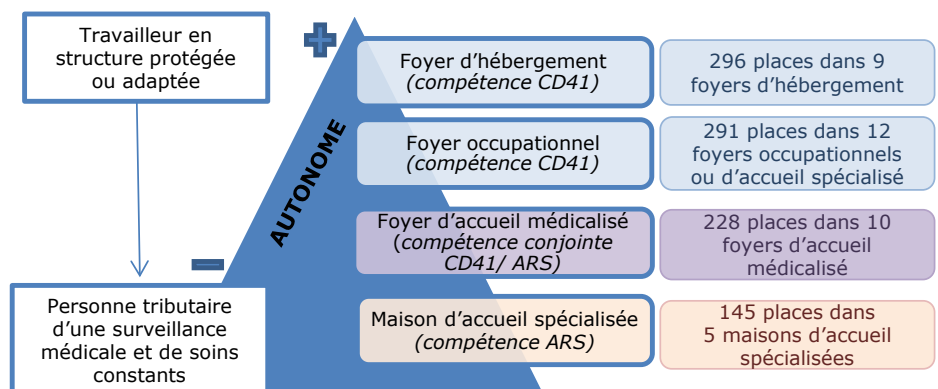 Travailleur en
structure protégée
ou adaptée
AUTONOME
Personne tributaire
d'une surveillance
médicale et de soins
constants
Foyer d'hébergement
(compétence CD41)
296 places dans 9
foyers d'hébergement
Foyer occupationnel
(compétence CD41)
291 places dans 12
foyers occupationnels
ou d'accueil spécialisé
Foyer d'accueil médicalisé
(compétence conjointe
CD41/ ARS)
228 places dans 10
foyers d'accueil
médicalisé
Maison d'accueil spécialisée
(compétence ARS)
145 places dans
5 maisons d'accueil
spécialisées